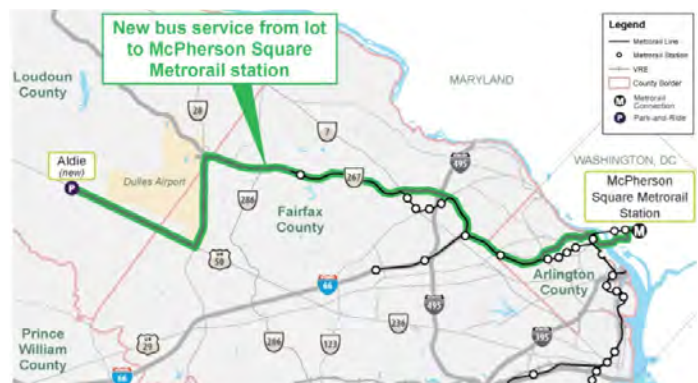 New bus service from lot
to McPherson Square
Metrorail station
Legend
Metrorail Line
Metrorail Station
VRE
County Border
Metrorail
Connection
Park-and-Ride
Loudoun
County
MARYLAND
28
7
495
WASHINGTON, DC
Aldie
(new)
P
Dulles Airport
286
267
Fairfax
County
McPherson
Square Metrorail
Station
M
50
66
Arlington
County
495
395
Prince
William
County
29
66
286
123
236
495
395